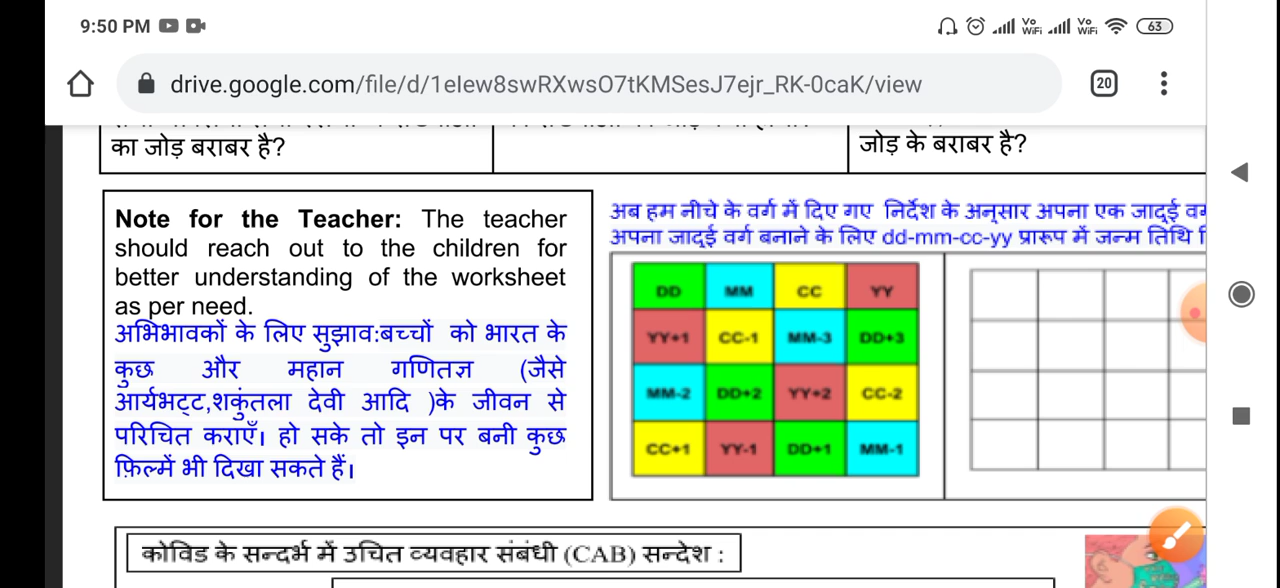 9:50 PM
Vo WiFi
Vo WiFi
63
drive.google.com/file/d/1eIew8swRXwsO7tKMSesJ7ejr_RK-0caK/view
20
का जोड़ बराबर है?
जोड़ के बराबर है?
Note for the Teacher: The teacher
should reach out to the children for
better understanding of the worksheet
as per need.
अभिभावकों के लिए सुझाव:बच्चों को भारत के
कुछ और महान गणितज्ञ (जैसे
आर्यभट्ट,शकुंतला देवी आदि )के जीवन से
परिचित कराएँ। हो सके तो इन पर बनी कुछ
फ़िल्में भी दिखा सकते हैं।
अब हम नीचे के वर्ग में दिए गए निर्देश के अनुसार अपना एक जादूई
अपना जादूई वर्ग बनाने के लिए dd-mm-cc-yy प्रारूप में जन्म तिथि
DD MM CC YY
YY+1 CC-1 MM-3 DD+3
MM-2 DD+2 YY+2 CC-2
CC+1 YY-1 DD+1 MM-1
कोविड के सन्दर्भ में उचित व्यवहार संबंधी (CAB) सन्देश :